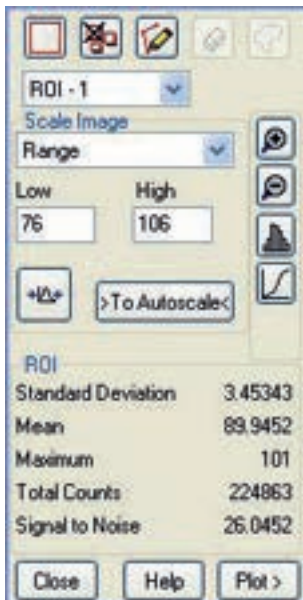 ROI - 1
Scale Image
Range
Low High
76 106
>To Autoscale<
ROI
Standard Deviation 3.45343
Mean 89.9452
Maximum 101
Total Counts 224863
Signal to Noise 26.0452
Close Help Plot >